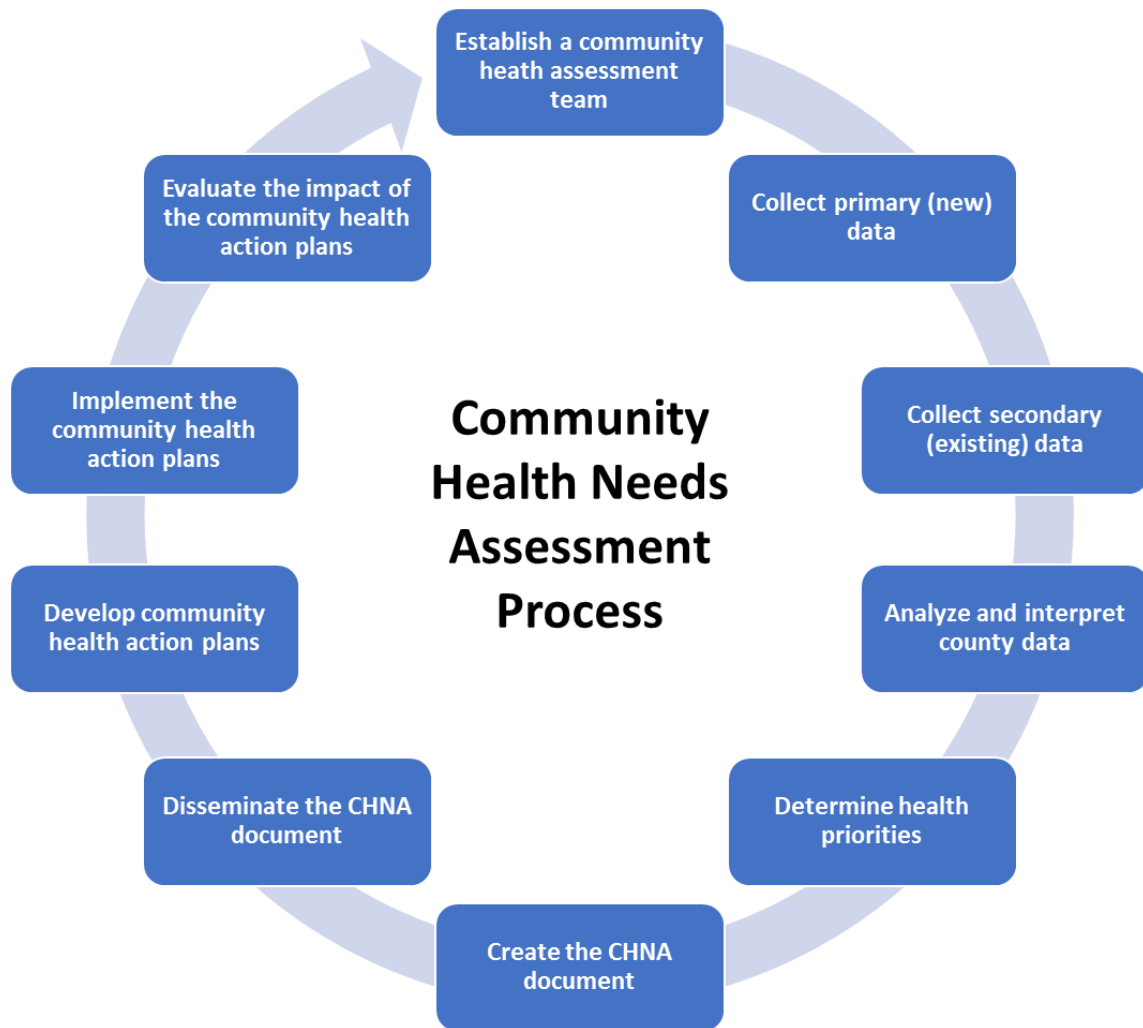 Establish a community
heath assessment
team
Collect primary (new)
data
Collect secondary
(existing) data
Analyze and interpret
county data
Determine health
priorities
Create the CHNA
document
Disseminate the CHNA
document
Develop community
health action plans
Implement the
community health
action plans
Evaluate the impact of
the community health
action plans
Community
Health Needs
Assessment
Process